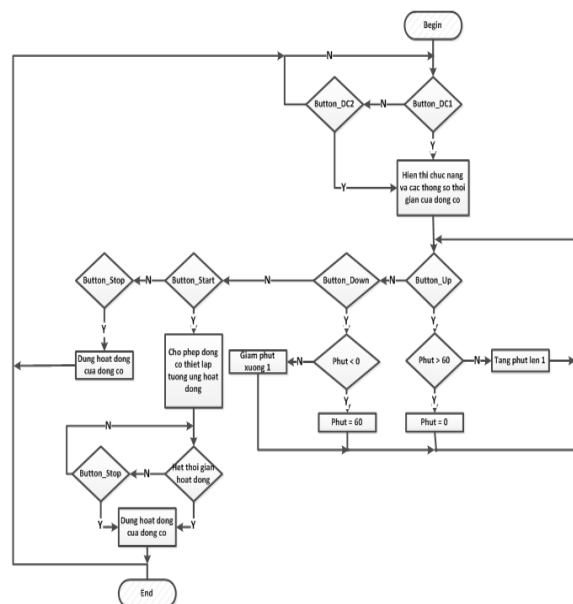 Begin
N
Button_DC2
N
Button_DC1
Y
Y
Hien thi chuc nang
va cac thong so thoi
gian cua dong co
Button_Stop
N
Button_Start
N
Button_Down
N
Button_Up
Y
Y
Y
Y
Dung hoat dong
cua dong co
Cho phep dong
co thiet lap
tuong ung hoat
dong
Giam phut
xuong 1
N
Phut < 0
Phut > 60
N
Tang phut len 1
Y
Y
Phut = 60
Phut = 0
N
Button_Stop
N
Het thoi gian
hoat dong
Y
Dung hoat dong
cua dong co
Y
End